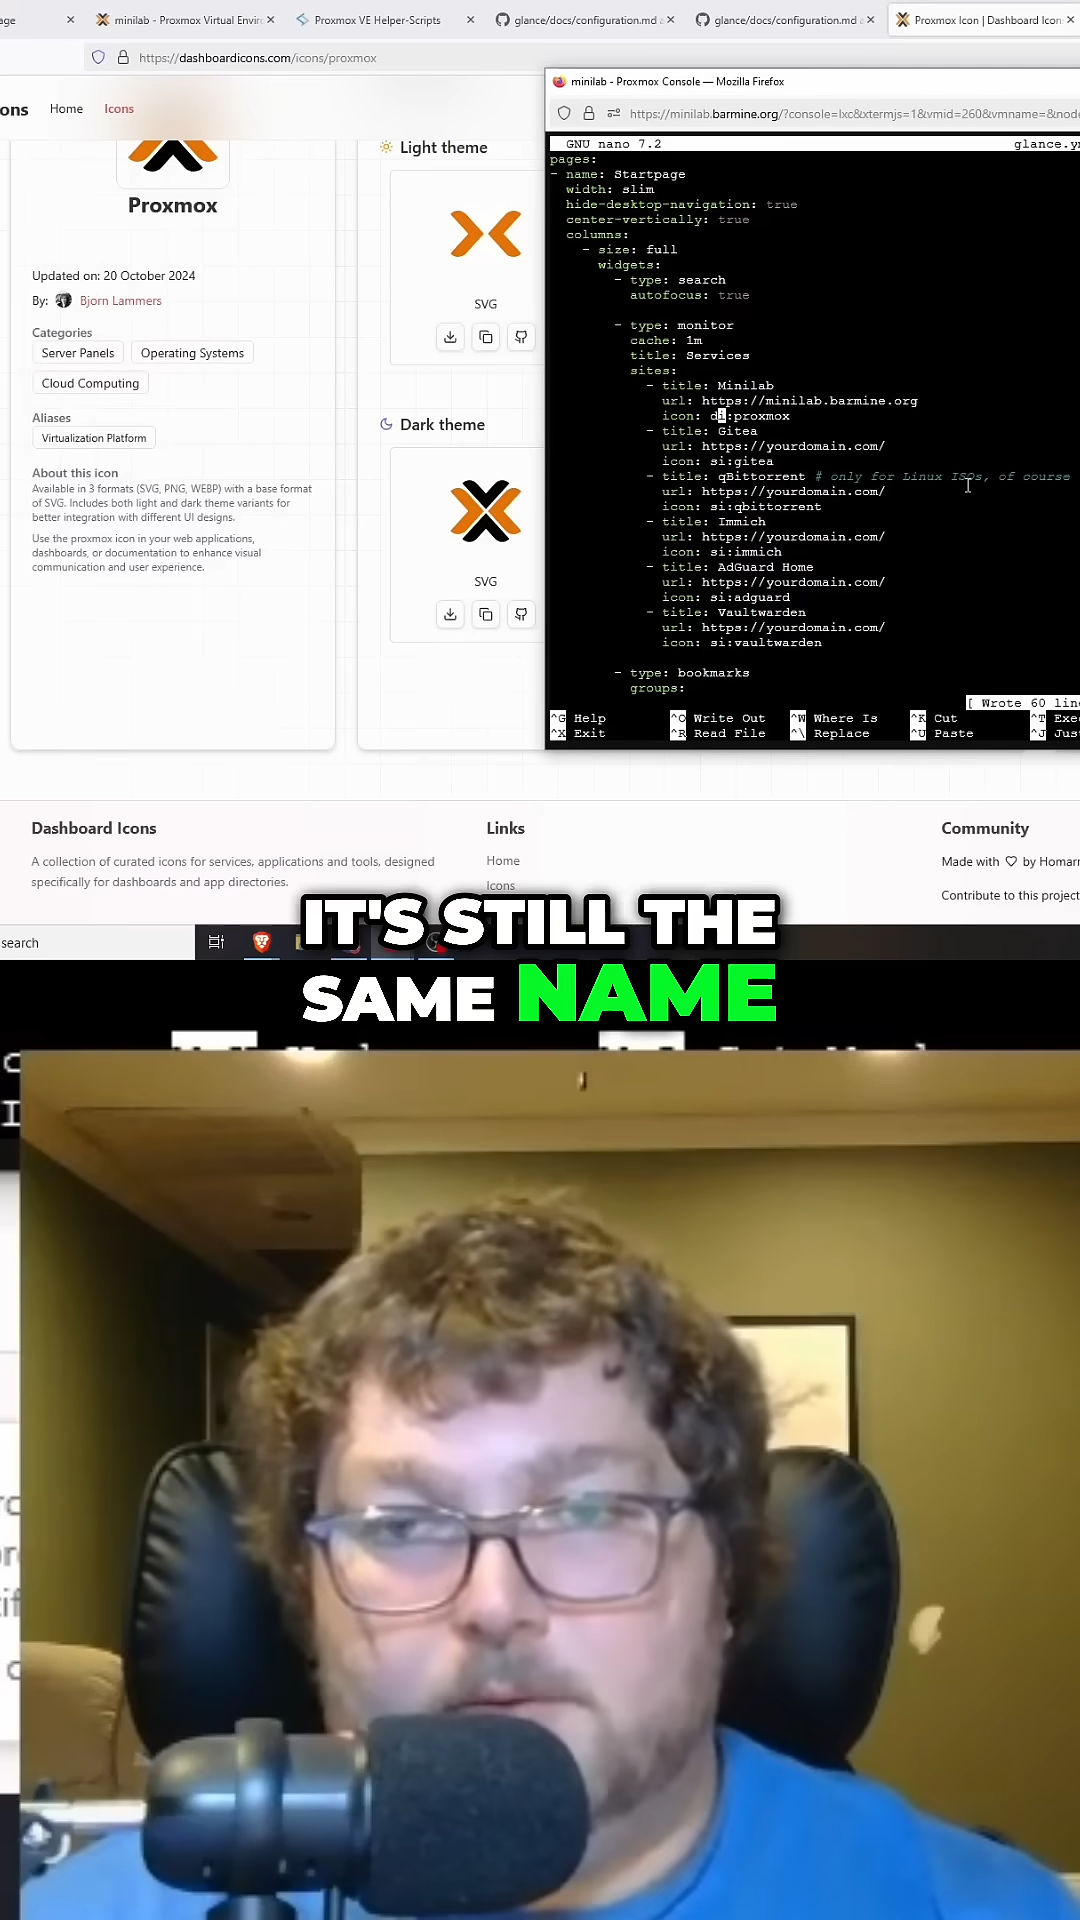 minilab - Proxmox Virtual Envir
Proxmox VE Helper-Scripts
glance/docs/configuration.md
glance/docs/configuration.md
Proxmox Icon | Dashboard Icon
https://dashboardicons.com/icons/proxmox
ons
Home
Icons
Proxmox
Updated on: 20 October 2024
By:
Bjorn Lammers
Categories
Server Panels
Operating Systems
Cloud Computing
Aliases
Virtualization Platform
About this icon
Available in 3 formats (SVG, PNG, WEBP) with a base format
of SVG. Includes both light and dark theme variants for
better integration with different UI designs.
Use the proxmox icon in your web applications,
dashboards, or documentation to enhance visual
communication and user experience.
Light theme
SVG
Dark theme
SVG
minilab - Proxmox Console — Mozilla Firefox
https://minilab.barmine.org/?console=lxc&xtermjs=1&vmid=260&vmname=&node
GNU nano 7.2
glance.ym
pages:
- name: Startpage
width: slim
hide-desktop-navigation: true
center-vertically: true
columns:
- size: full
widgets:
- type: search
autofocus: true
- type: monitor
cache: 1m
title: Services
sites:
- title: Minilab
url: https://minilab.barmine.org
icon: di:proxmox
- title: Gitea
url: https://yourdomain.com/
icon: si:gitea
- title: qBittorrent # only for Linux ISOs, of course
url: https://yourdomain.com/
icon: si:qbittorrent
- title: Immich
url: https://yourdomain.com/
icon: si:immich
- title: AdGuard Home
url: https://yourdomain.com/
icon: si:adguard
- title: Vaultwarden
url: https://yourdomain.com/
icon: si:vaultwarden
- type: bookmarks
groups:
[ Wrote 60 line
^G Help
^O Write Out
^W Where Is
^K Cut
^T Exe
^X Exit
^R Read File
^\ Replace
^U Paste
^J Jus
Dashboard Icons
A collection of curated icons for services, applications and tools, designed
specifically for dashboards and app directories.
Links
Home
Icons
Community
Made with ♡ by Homarr
Contribute to this project
search
IT'S STILL THE
SAME NAME